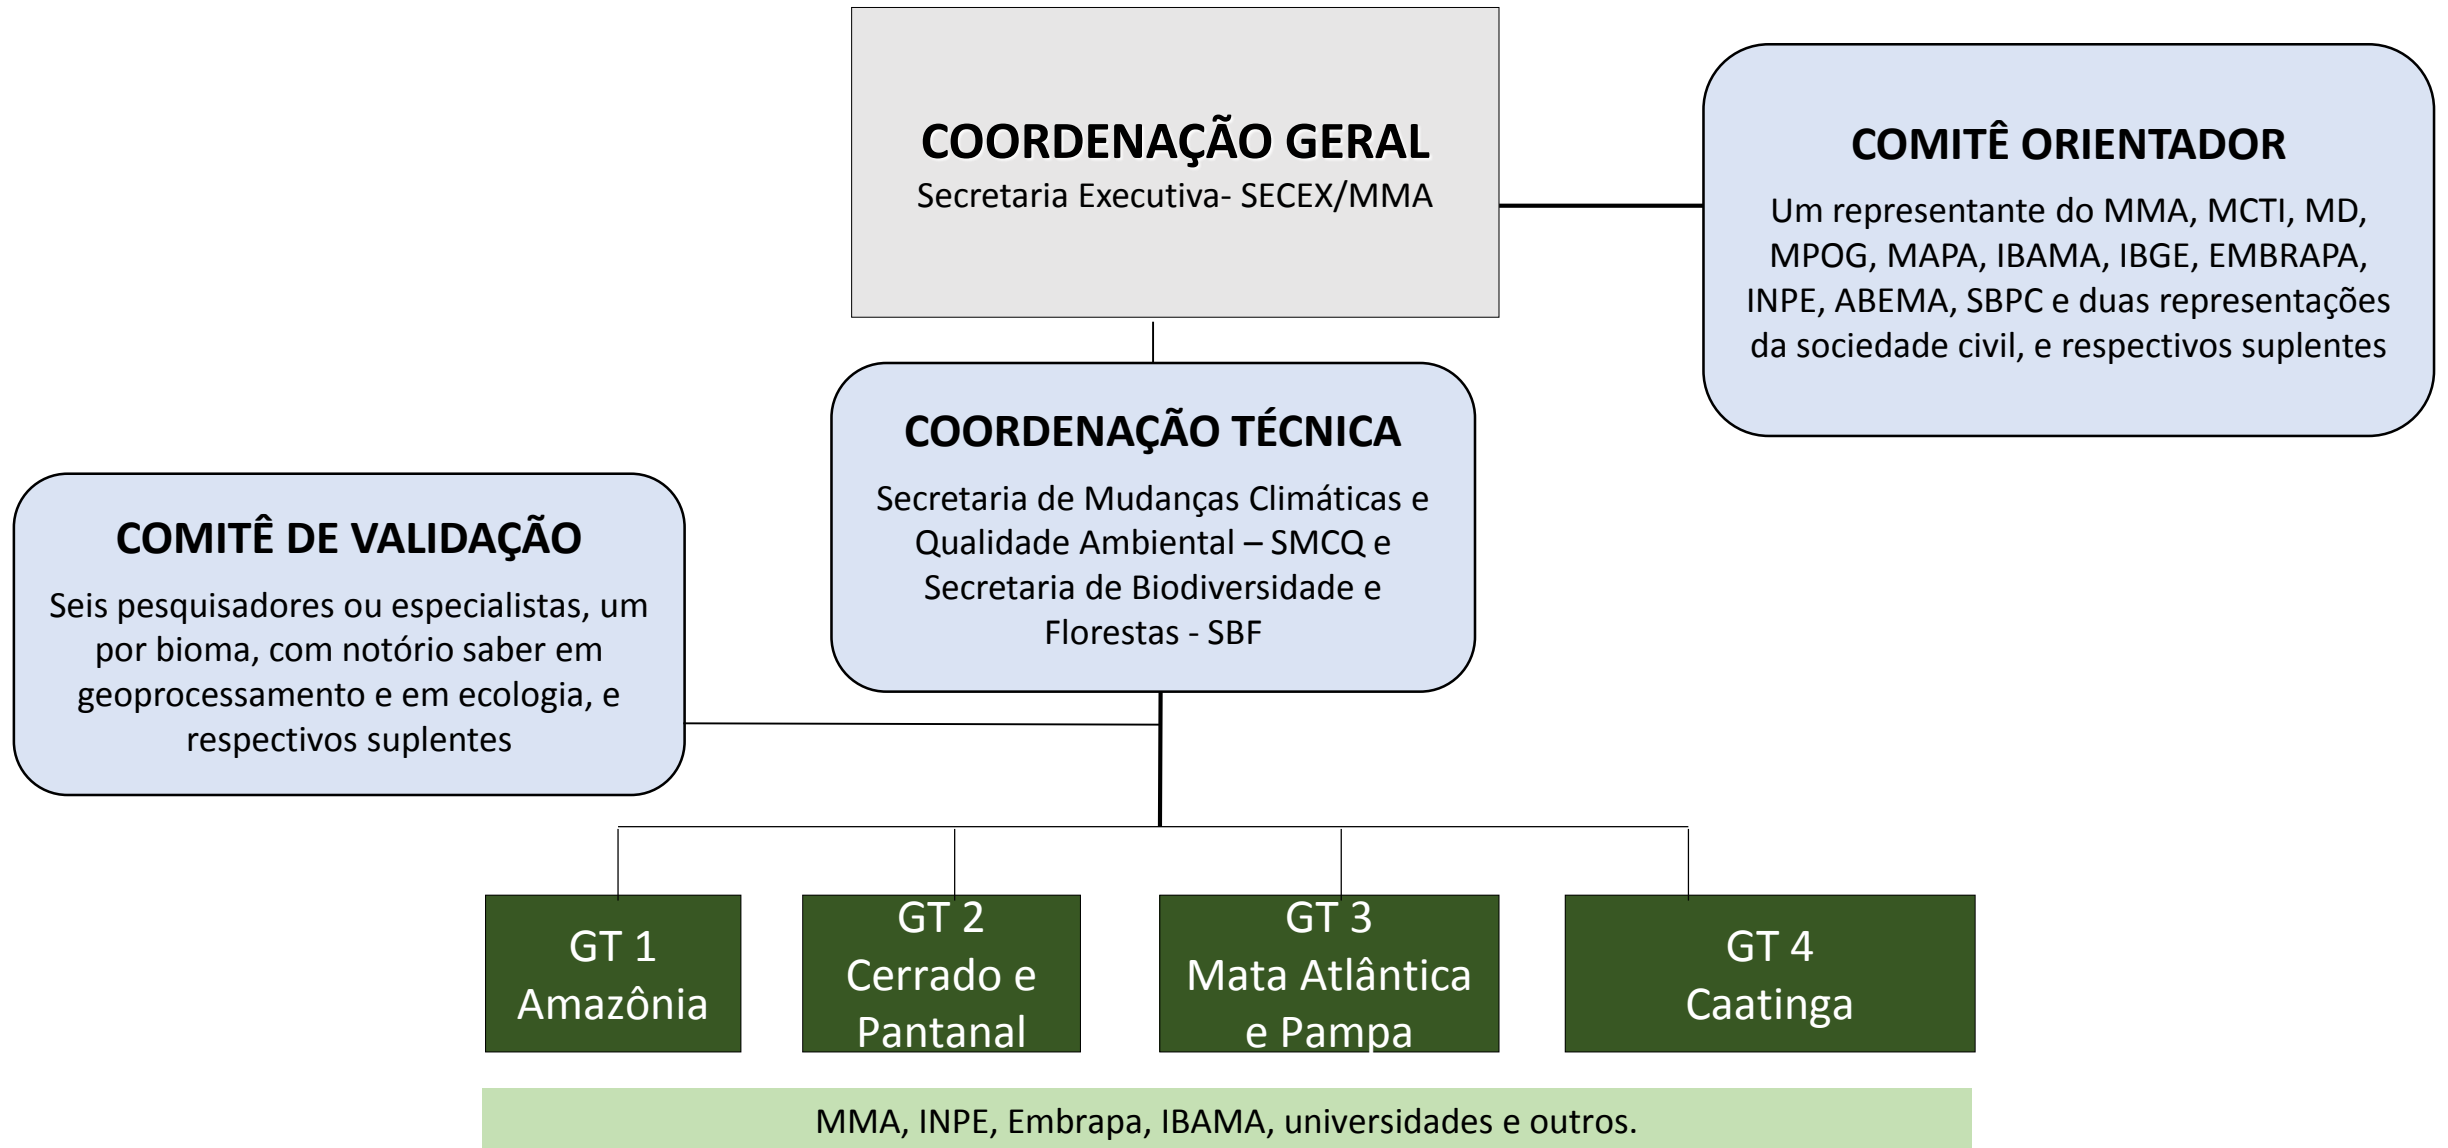 COORDENAÇÃO GERAL
Secretaria Executiva- SECEX/MMA
COMITÊ ORIENTADOR
Um representante do MMA, MCTI, MD,
MPOG, MAPA, IBAMA, IBGE, EMBRAPA,
INPE, ABEMA, SBPC e duas representações
da sociedade civil, e respectivos suplentes
COORDENAÇÃO TÉCNICA
Secretaria de Mudanças Climáticas e
Qualidade Ambiental – SMCQ e
Secretaria de Biodiversidade e
Florestas - SBF
COMITÊ DE VALIDAÇÃO
Seis pesquisadores ou especialistas, um
por bioma, com notório saber em
geoprocessamento e em ecologia, e
respectivos suplentes
GT 1
Amazônia
GT 2
Cerrado e
Pantanal
GT 3
Mata Atlântica
e Pampa
GT 4
Caatinga
MMA, INPE, Embrapa, IBAMA, universidades e outros.